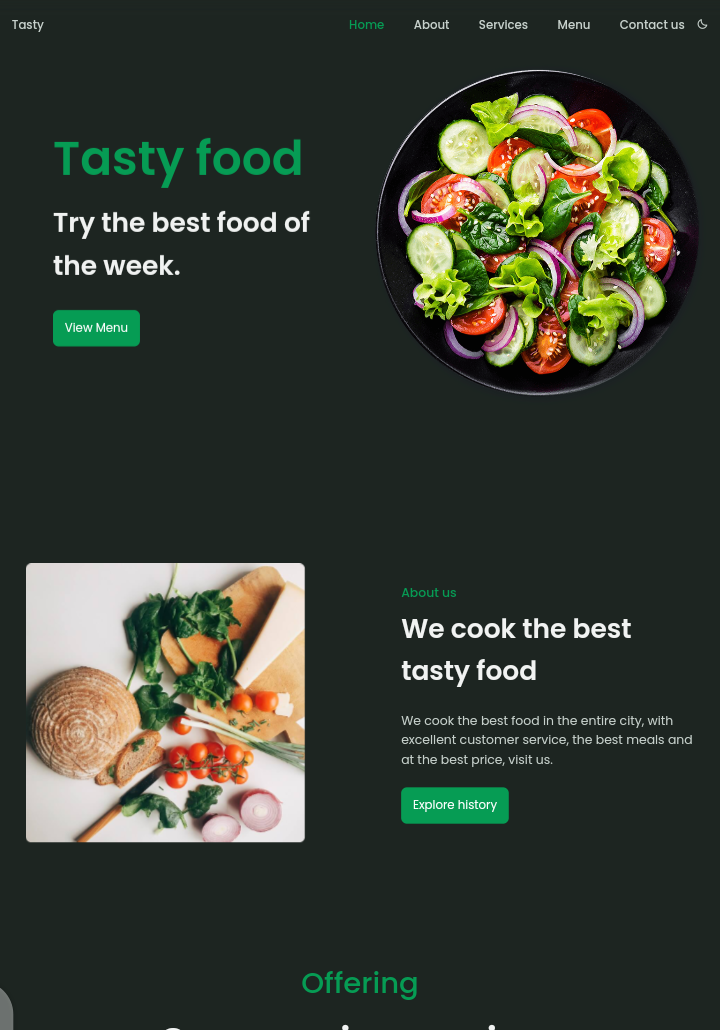 Tasty
Home About Services Menu Contact us
Tasty food
Try the best food of
the week.
View Menu
About us
We cook the best
tasty food
We cook the best food in the entire city, with
excellent customer service, the best meals and
at the best price, visit us.
Explore history
Offering